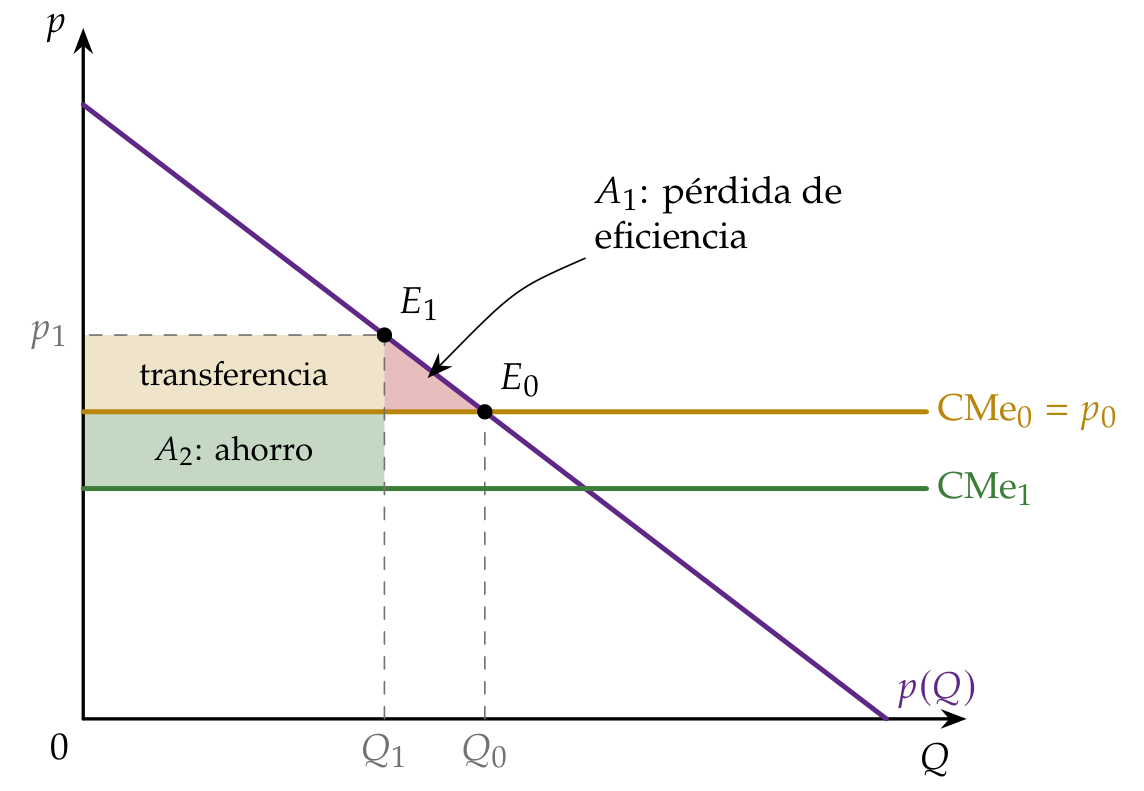 p
A₁: pérdida de
eficiencia
E₁
p₁
transferencia
E₀
CMe₀ = p₀
A₂: ahorro
CMe₁
p(Q)
0
Q₁
Q₀
Q